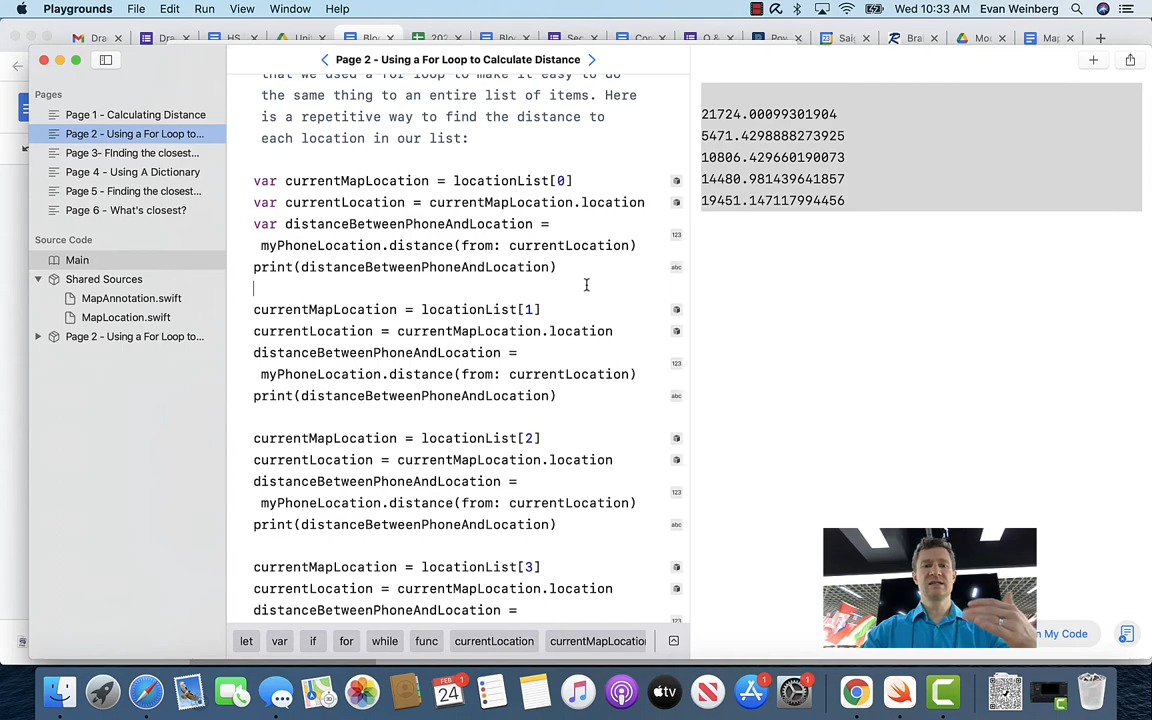 Playgrounds File Edit Run View Window Help Wed 10:33 AM Evan Weinberg
Page 2 - Using a For Loop to Calculate Distance
Pages
Page 1 - Calculating Distance
Page 2 - Using a For Loop to...
Page 3- FInding the closest...
Page 4 - Using A Dictionary
Page 5 - Finding the closest...
Page 6 - What's closest?
Source Code
Main
Shared Sources
MapAnnotation.swift
MapLocation.swift
Page 2 - Using a For Loop to...
that we used a for loop to make it easy to do
the same thing to an entire list of items. Here
is a repetitive way to find the distance to
each location in our list:
var currentMapLocation = locationList[0]
var currentLocation = currentMapLocation.location
var distanceBetweenPhoneAndLocation =
myPhoneLocation.distance(from: currentLocation)
print(distanceBetweenPhoneAndLocation)
currentMapLocation = locationList[1]
currentLocation = currentMapLocation.location
distanceBetweenPhoneAndLocation =
myPhoneLocation.distance(from: currentLocation)
print(distanceBetweenPhoneAndLocation)
currentMapLocation = locationList[2]
currentLocation = currentMapLocation.location
distanceBetweenPhoneAndLocation =
myPhoneLocation.distance(from: currentLocation)
print(distanceBetweenPhoneAndLocation)
currentMapLocation = locationList[3]
currentLocation = currentMapLocation.location
distanceBetweenPhoneAndLocation =
let var if for while func currentLocation currentMapLocatio
21724.00099301904
5471.4298888273925
10806.429660190073
14480.981439641857
19451.147117994456
My Code
FEB
24
tv